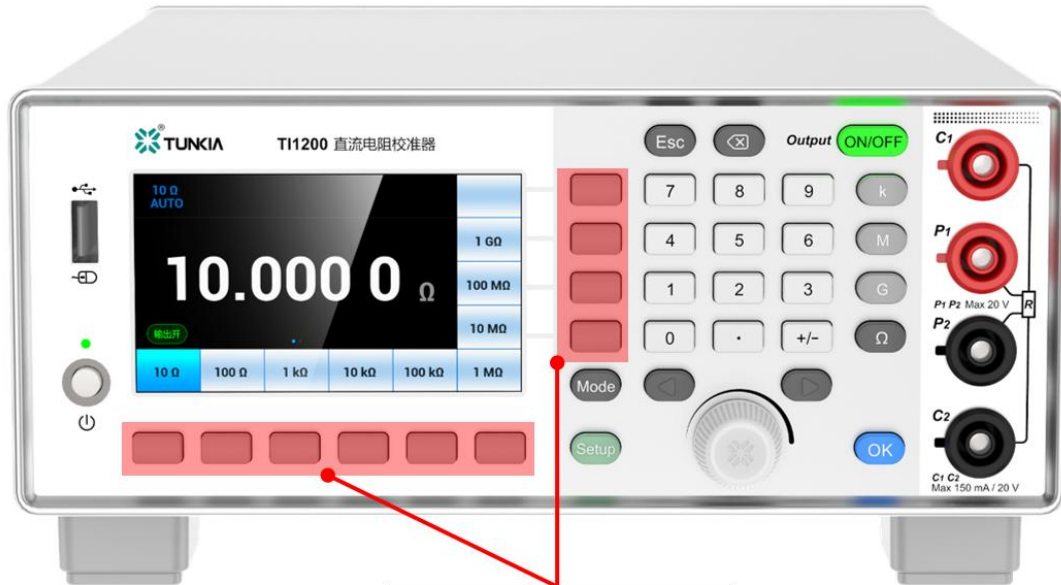 TUNKIA®
TI1200 直流电阻校准器
10 Ω
AUTO
10.000 0 Ω
输出开
1 GΩ
100 MΩ
10 MΩ
10 Ω 100 Ω 1 kΩ 10 kΩ 100 kΩ 1 MΩ
Esc Output ON/OFF
7 8 9 k
4 5 6 M
1 2 3 G
0 . +/- Ω
Mode
Setup OK
C1
P1
P1 P2 Max 20 V R
P2
C2
C1 C2
Max 150 mA / 20 V